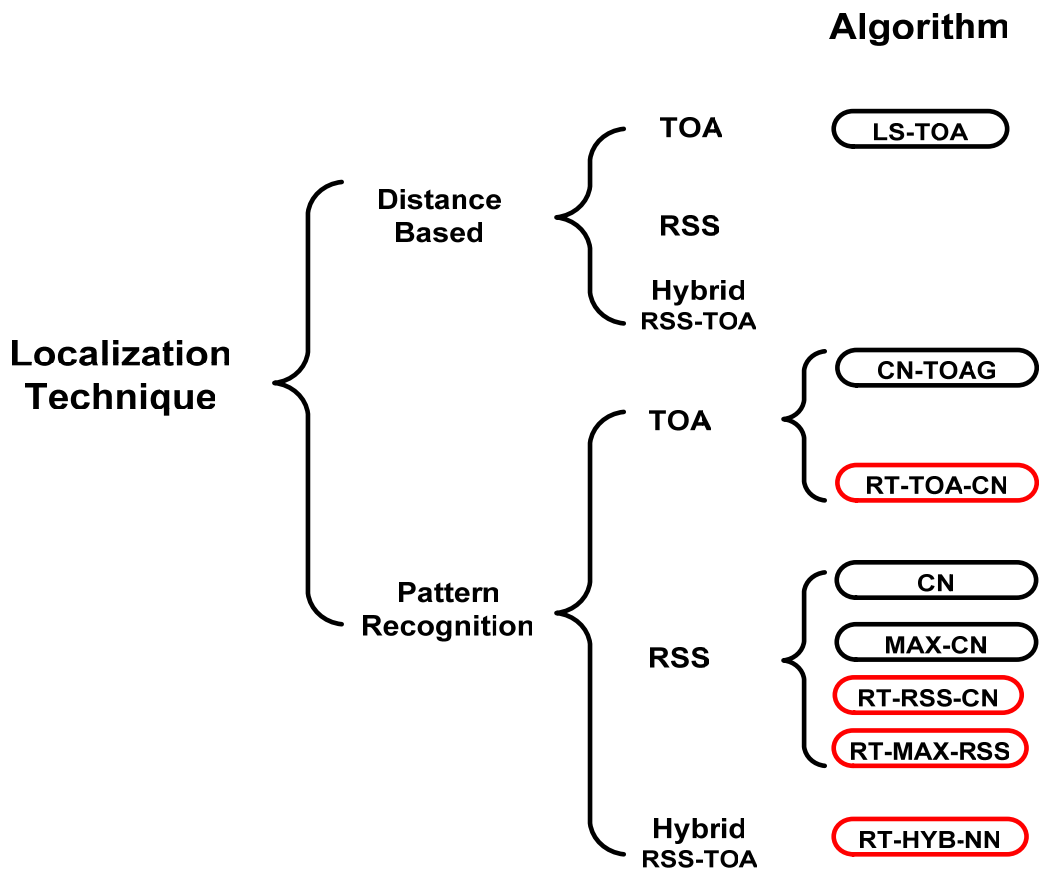 Algorithm
Localization
Technique
Distance
Based
TOA
LS-TOA
RSS
Hybrid
RSS-TOA
Pattern
Recognition
TOA
CN-TOAG
RT-TOA-CN
RSS
CN
MAX-CN
RT-RSS-CN
RT-MAX-RSS
Hybrid
RSS-TOA
RT-HYB-NN